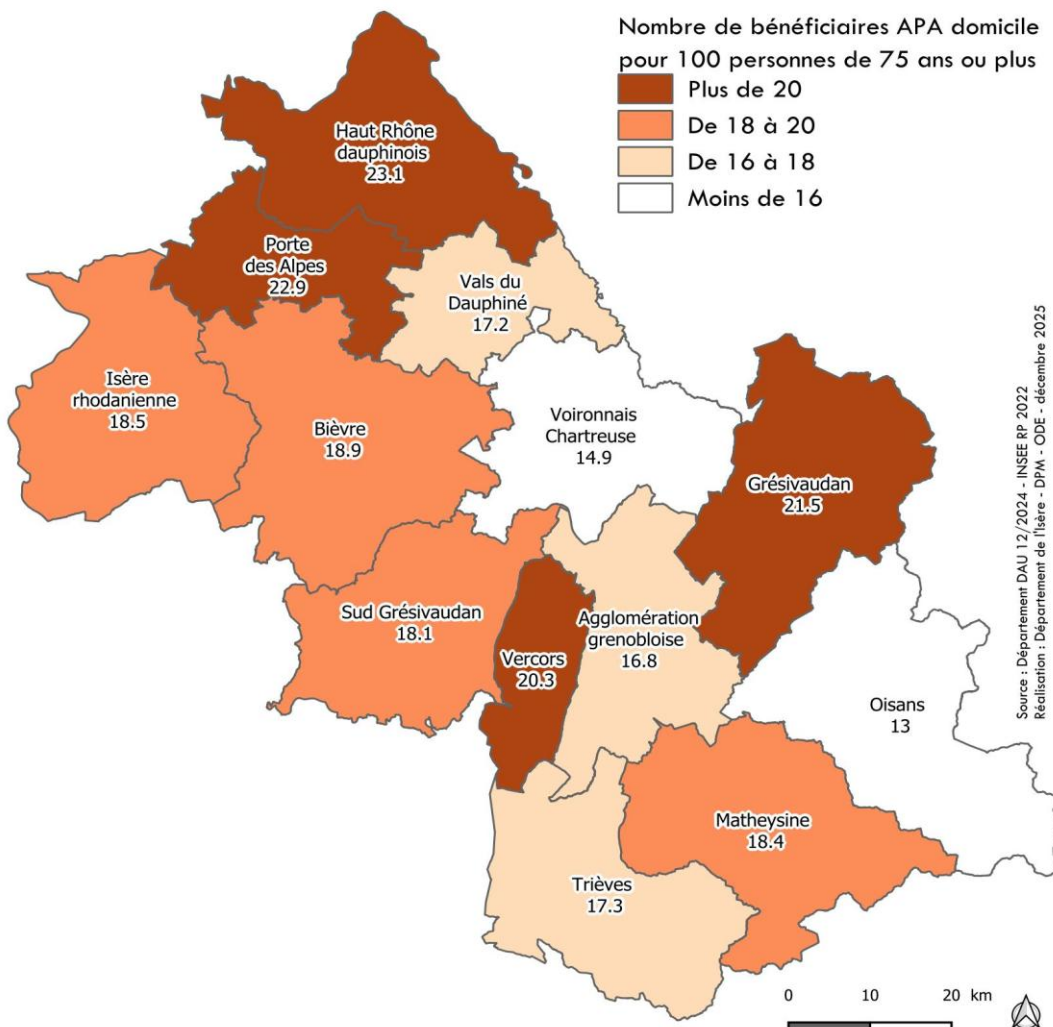 Nombre de bénéficiaires APA domicile
pour 100 personnes de 75 ans ou plus
Plus de 20
De 18 à 20
De 16 à 18
Moins de 16
Haut Rhône
dauphinois
23.1
Porte
des Alpes
22.9
Vals du
Dauphiné
17.2
Isère
rhodanienne
18.5
Bièvre
18.9
Voironnais
Chartreuse
14.9
Grésivaudan
21.5
Sud Grésivaudan
18.1
Vercors
20.3
Agglomération
grenobloise
16.8
Oisans
13
Matheysine
18.4
Trièves
17.3
Source : Département DAU 12/2024 - INSEE RP 2022
Réalisation : Département de l'Isère - DPM - ODE - décembre 2025
0 10 20 km